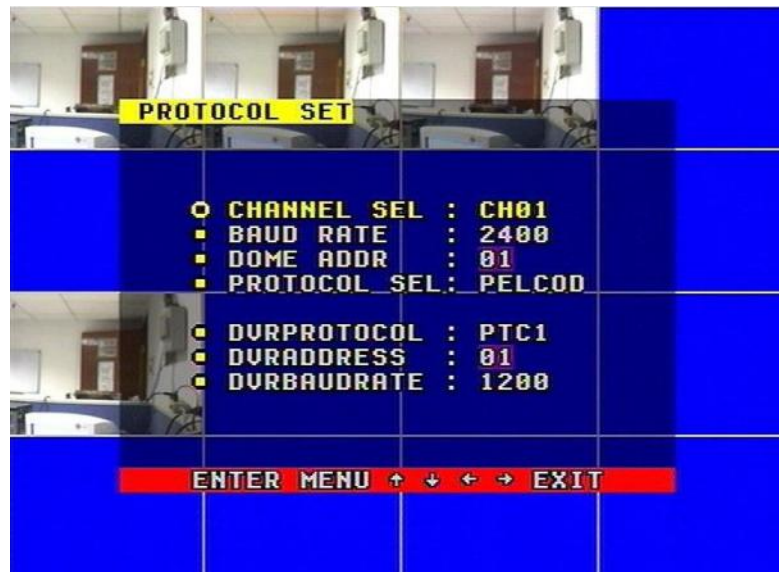 PROTOCOL SET
CHANNEL SEL : CH01
BAUD RATE : 2400
DOME ADDR : 01
PROTOCOL SEL: PELCOD
DVRPROTOCOL : PTC1
DVRADDRESS : 01
DVRBAUDRATE : 1200
ENTER MENU ↑ ↓ ← → EXIT